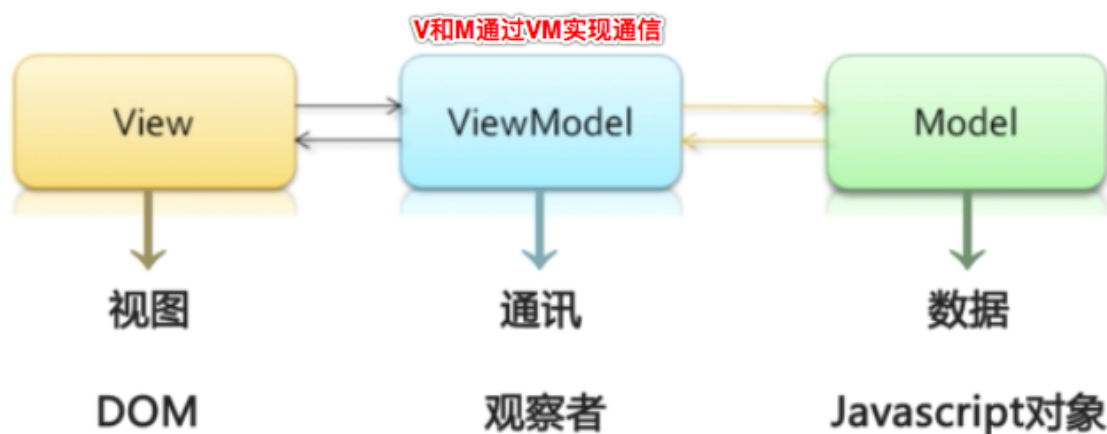 V和M通过VM实现通信
View
ViewModel
Model
视图
通讯
数据
DOM
观察者
Javascript对象